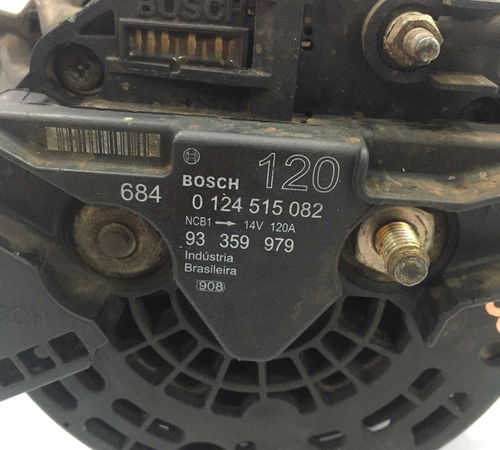 BOSCH
BOSCH 120
684 0 124 515 082
NCB1 → 14V 120A
93 359 979
Indústria
Brasileira
908